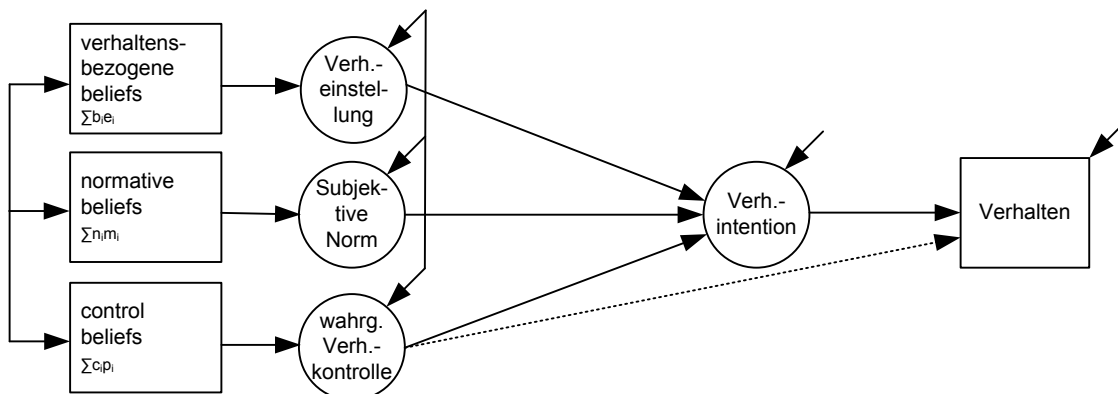 verhaltens-
bezogene
beliefs
∑bᵢeᵢ
Verh.-
einstel-
lung
normative
beliefs
∑nᵢmᵢ
Subjek-
tive
Norm
Verh.-
intention
Verhalten
control
beliefs
∑cᵢpᵢ
wahrg.
Verh.-
kontrolle